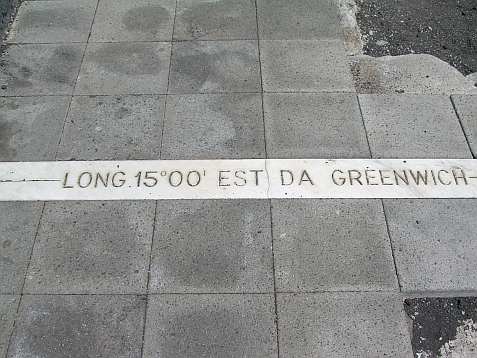 LONG. 15°00' EST DA GREENWICH